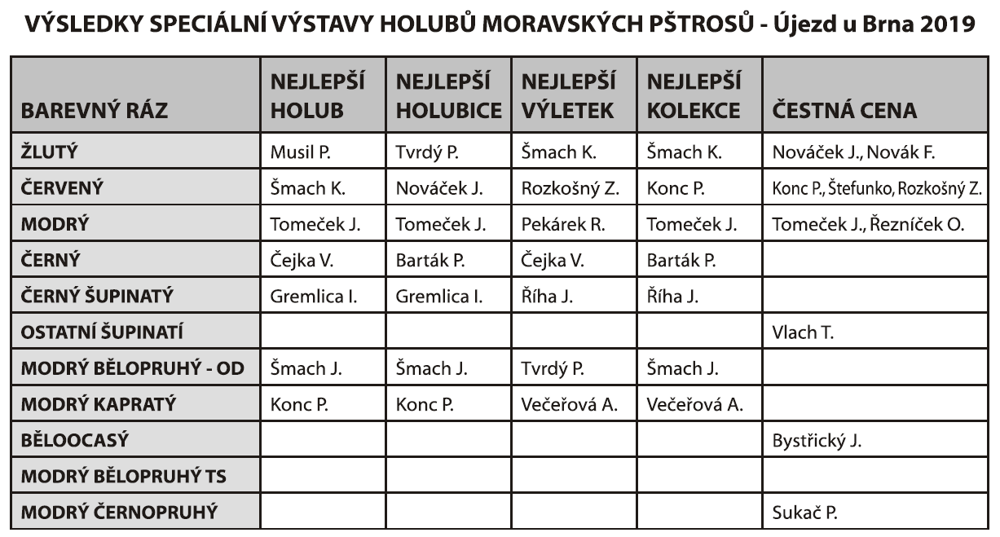 VÝSLEDKY SPECIÁLNÍ VÝSTAVY HOLUBŮ MORAVSKÝCH PŠTROSŮ - Újezd u Brna 2019
BAREVNÝ RÁZ NEJLEPŠÍ HOLUB NEJLEPŠÍ HOLUBICE NEJLEPŠÍ VÝLETEK NEJLEPŠÍ KOLEKCE ČESTNÁ CENA
ŽLUTÝ Musil P. Tvrdý P. Šmach K. Šmach K. Nováček J., Novák F.
ČERVENÝ Šmach K. Nováček J. Rozkošný Z. Konc P. Konc P., Štefunko, Rozkošný Z.
MODRÝ Tomeček J. Tomeček J. Pekárek R. Tomeček J. Tomeček J., Řezníček O.
ČERNÝ Čejka V. Barták P. Čejka V. Barták P.
ČERNÝ ŠUPINATÝ Gremlica I. Gremlica I. Říha J. Říha J.
OSTATNÍ ŠUPINATÍ Vlach T.
MODRÝ BĚLOPRUHÝ - OD Šmach J. Šmach J. Tvrdý P. Šmach J.
MODRÝ KAPRATÝ Konc P. Konc P. Večeřová A. Večeřová A.
BĚLOOCASÝ Bystřický J.
MODRÝ BĚLOPRUHÝ TS
MODRÝ ČERNOPRUHÝ Sukač P.